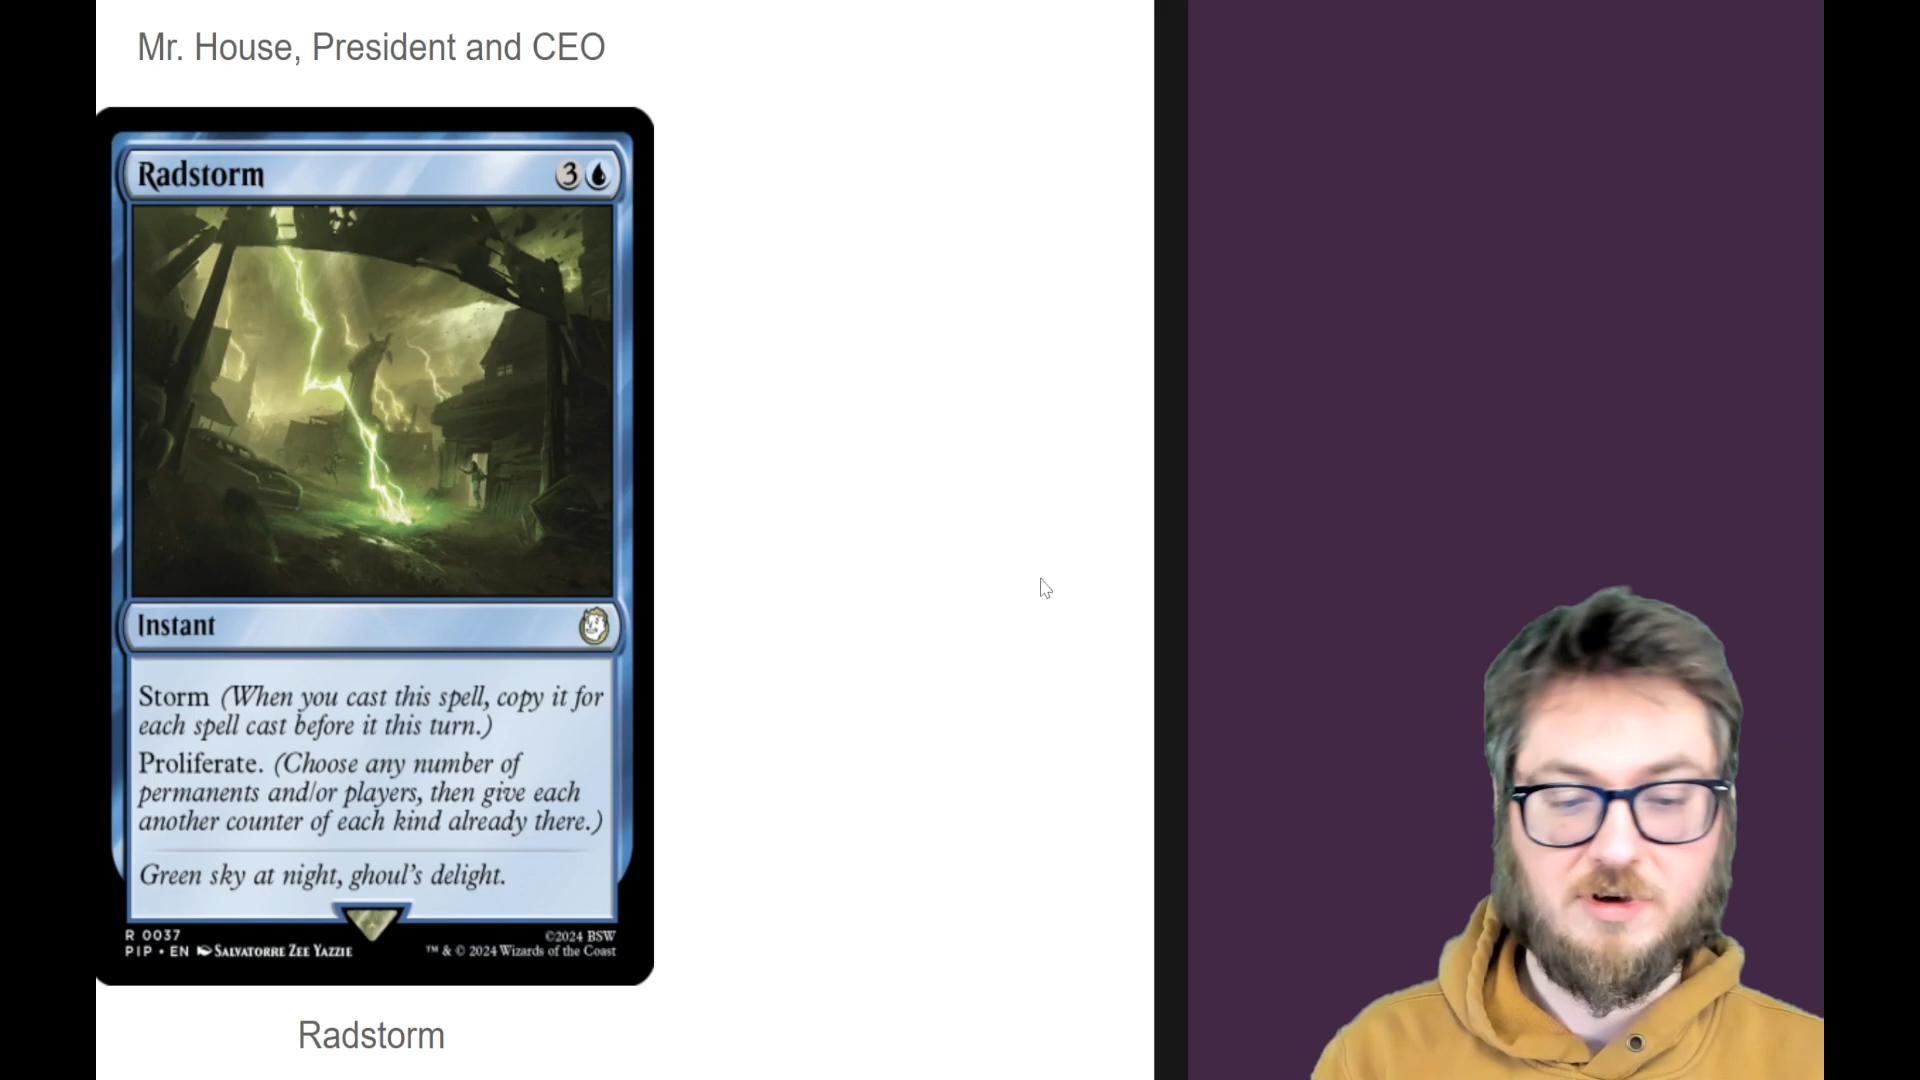 Mr. House, President and CEO
Radstorm 3
Instant
Storm (When you cast this spell, copy it for
each spell cast before it this turn.)
Proliferate. (Choose any number of
permanents and/or players, then give each
another counter of each kind already there.)
Green sky at night, ghoul's delight.
R 0037
©2024 BSW
PIP • EN SALVATORRE ZEE YAZZIE
™ & © 2024 Wizards of the Coast
Radstorm